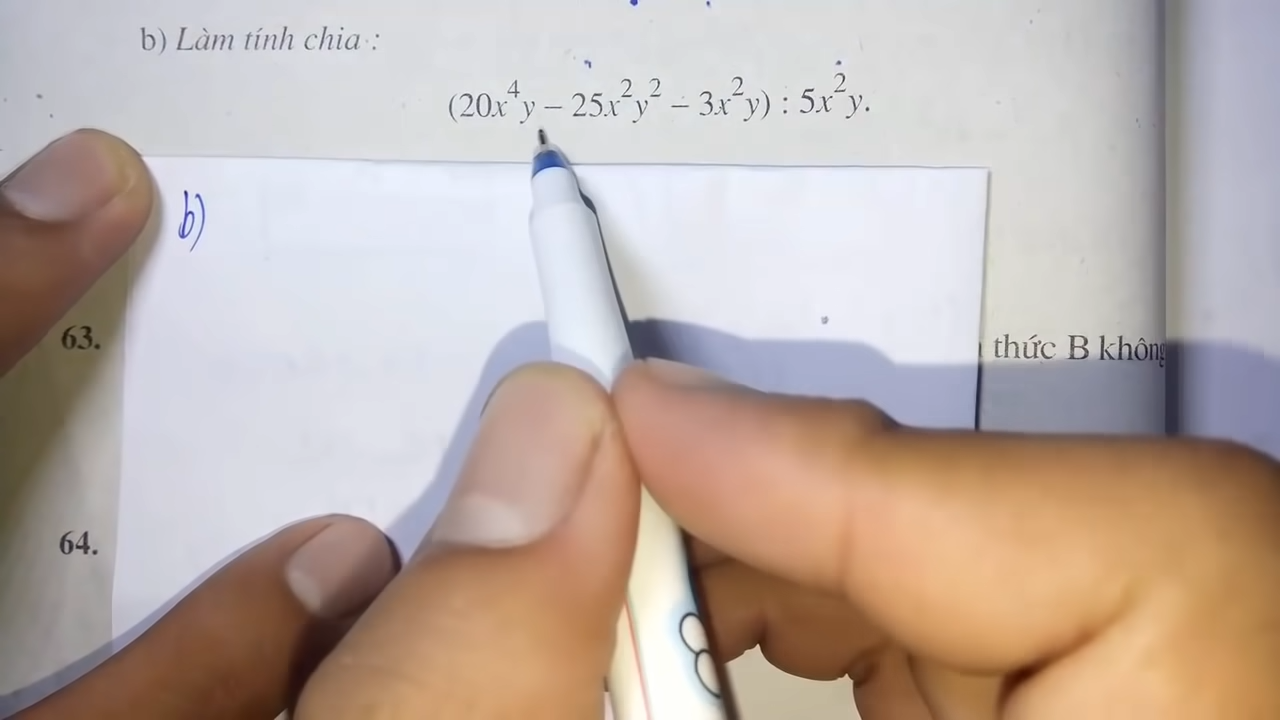 b) Làm tính chia :
(20x⁴y – 25x²y² – 3x²y) : 5x²y.
b)
63.
thức B không
64.